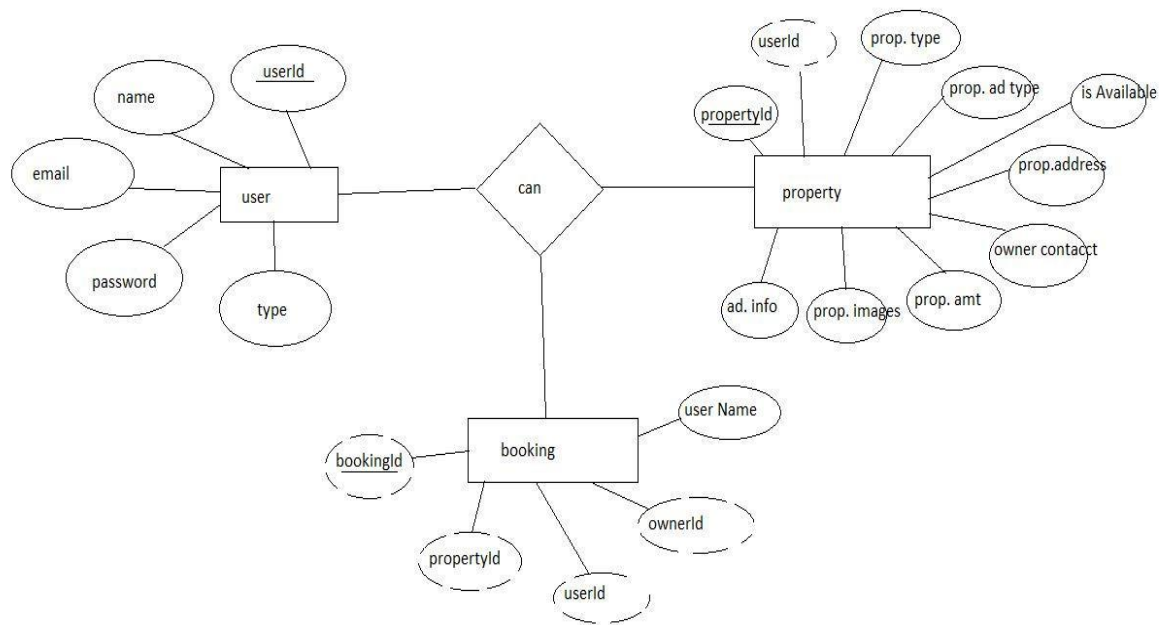 userId
prop. type
userId
name
prop. ad type
is Available
propertyId
email
prop.address
user
can
property
owner contacct
password
type
ad. info
prop. images
prop. amt
user Name
booking
bookingId
ownerId
propertyId
userId